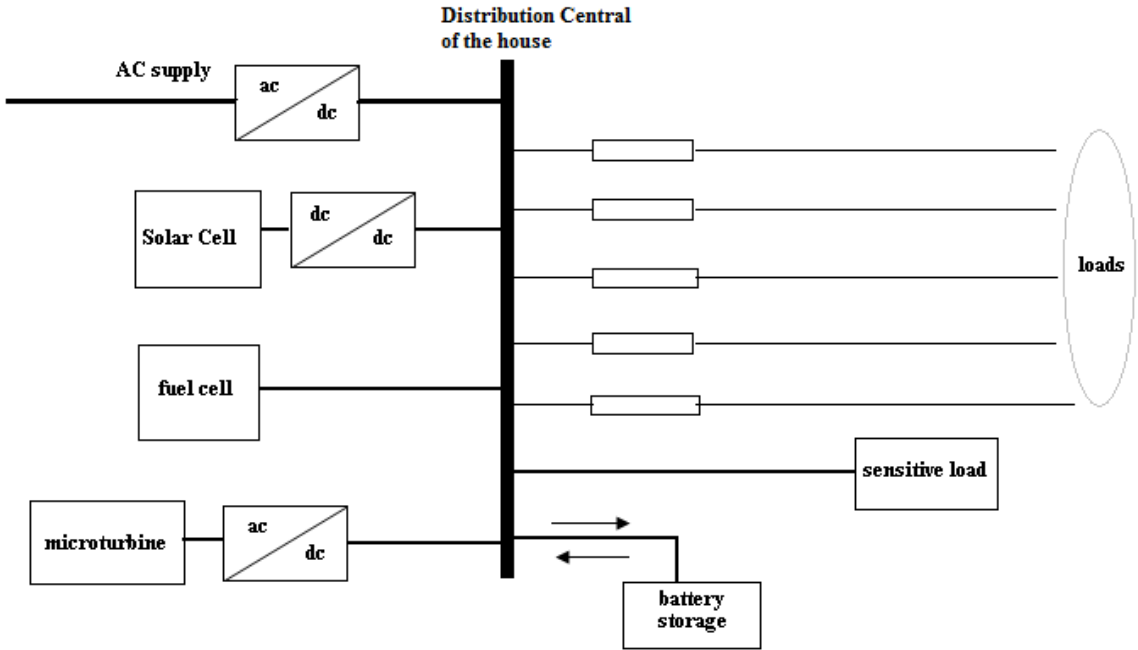 Distribution Central
of the house
AC supply
ac
dc
Solar Cell
dc
dc
loads
fuel cell
sensitive load
microturbine
ac
dc
battery
storage